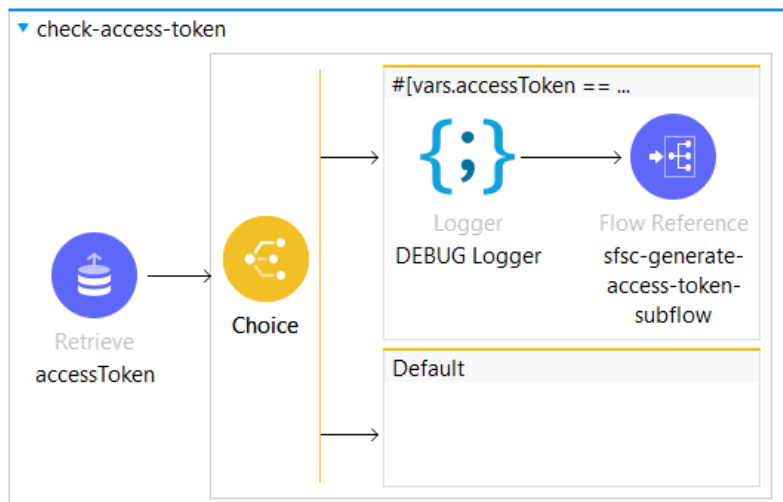 check-access-token
#[vars.accessToken == ...
Logger
DEBUG Logger
Flow Reference
sfsc-generate-
access-token-
subflow
Retrieve
accessToken
Choice
Default